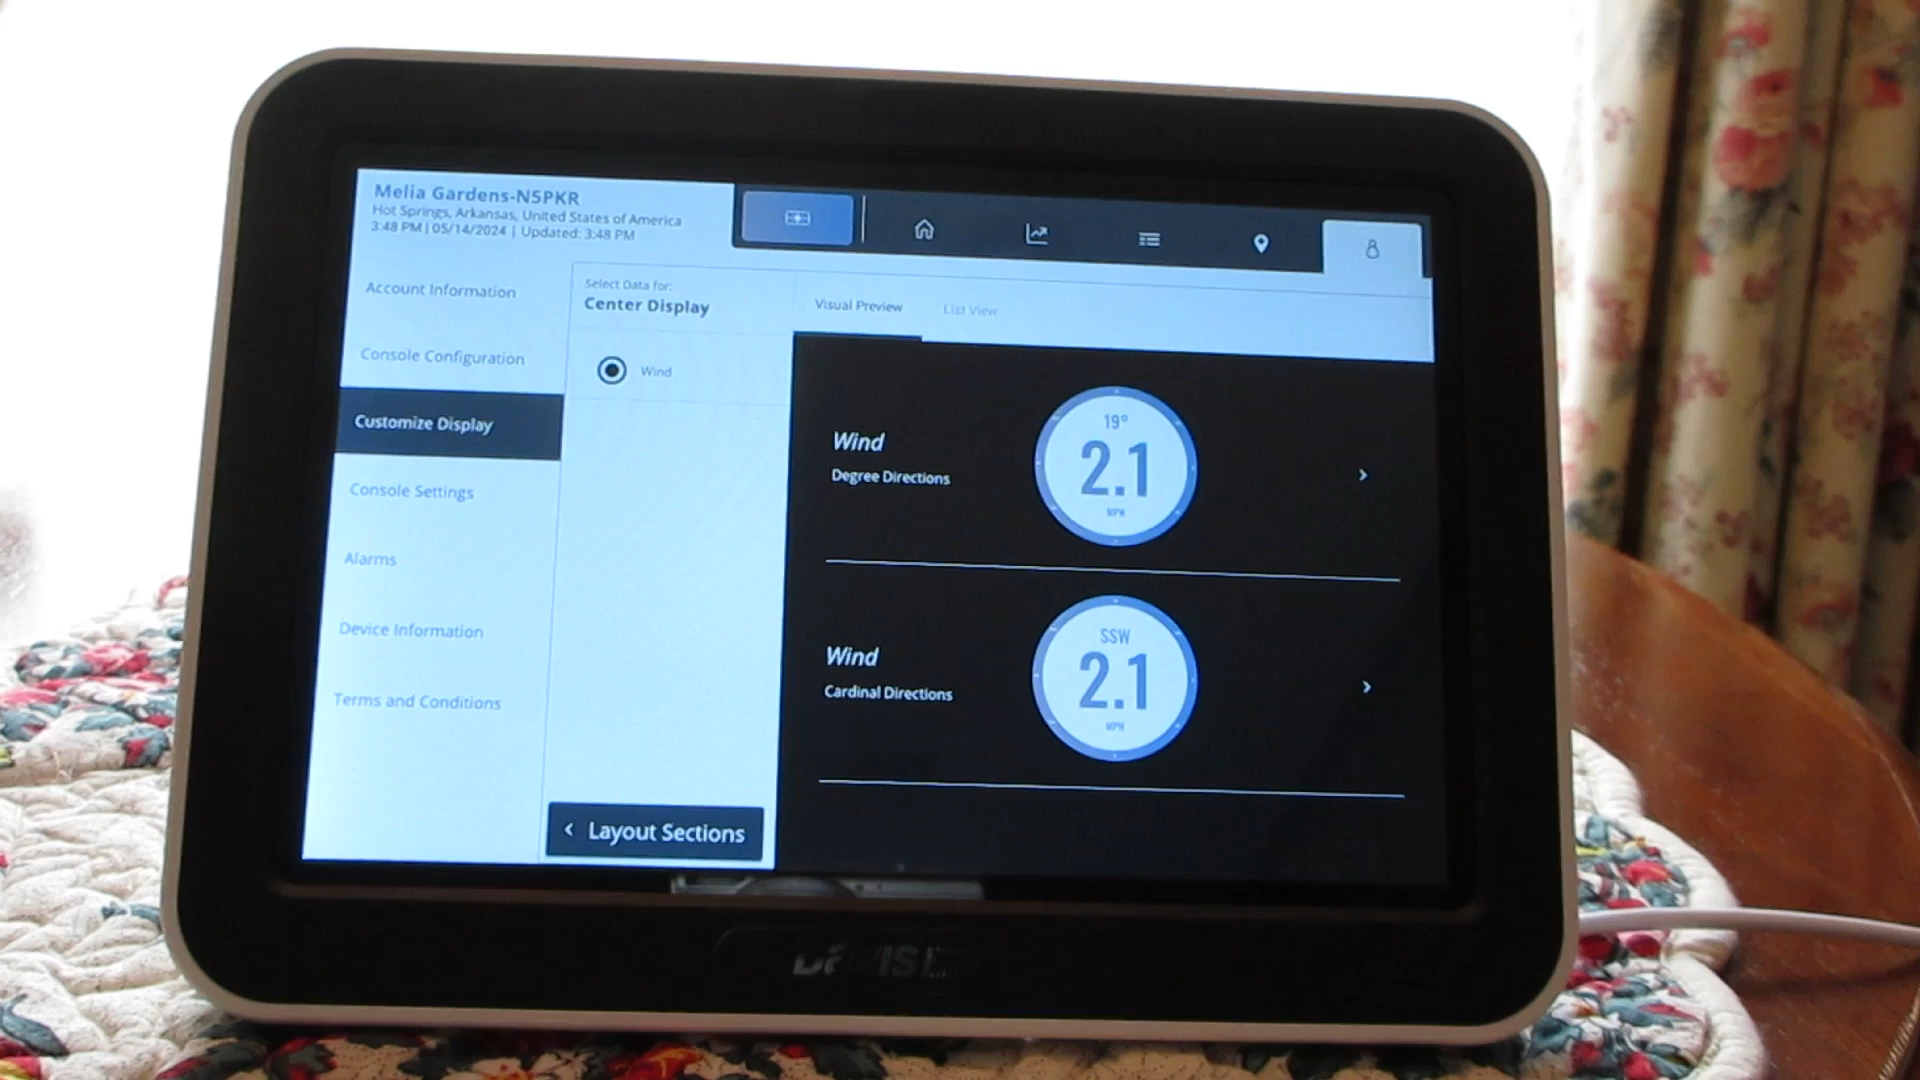 Melia Gardens-N5PKR
Hot Springs, Arkansas, United States of America
3:48 PM | 05/14/2024 | Updated: 3:48 PM
Account Information
Console Configuration
Customize Display
Console Settings
Alarms
Device Information
Terms and Conditions
Select Data for:
Center Display
Wind
Layout Sections
Visual Preview
List View
Wind
Degree Directions
19°
2.1
MPH
Wind
Cardinal Directions
SSW
2.1
MPH
DAVIS